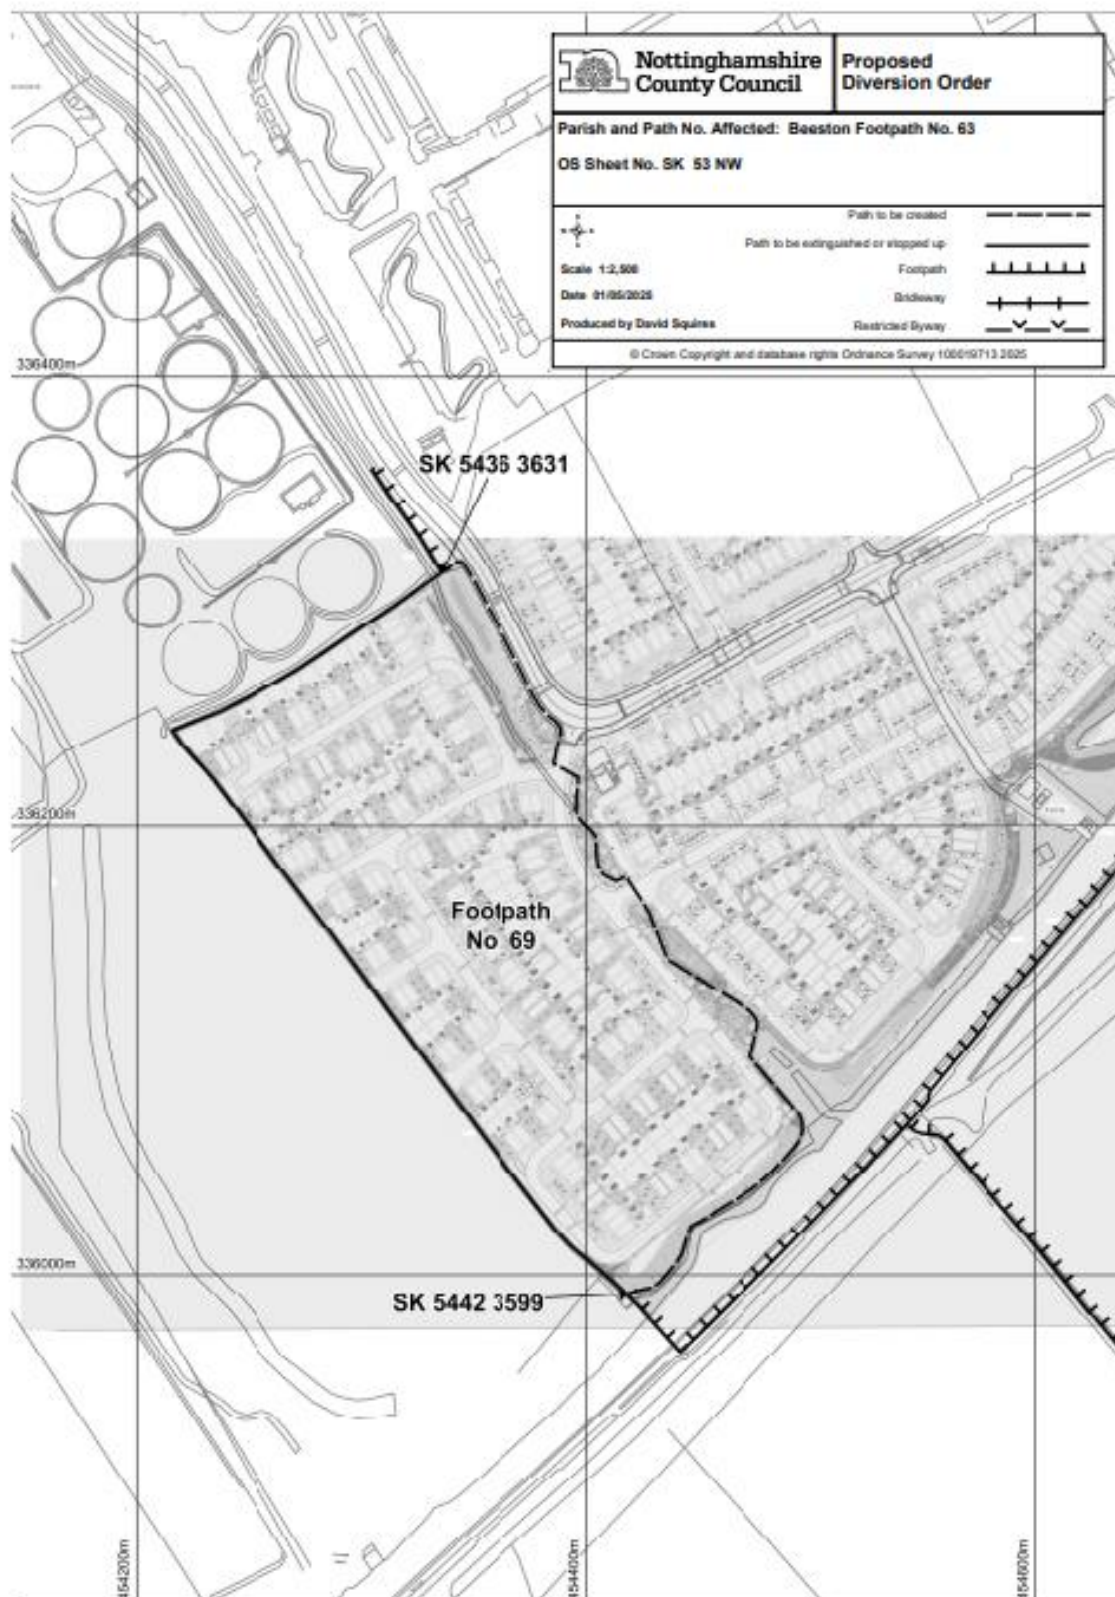 Nottinghamshire
County Council
Proposed
Diversion Order
Parish and Path No. Affected: Beeston Footpath No. 63
OS Sheet No. SK 53 NW
Path to be created
Path to be extinguished or stopped up
Scale 1:2,500
Footpath
Date 01/05/2025
Bridleway
Produced by David Squires
Restricted Byway
© Crown Copyright and database rights Ordnance Survey 100019713 2025
336400m
SK 5436 3631
336200m
Footpath
No 69
336000m
SK 5442 3599
454200m
454400m
454600m